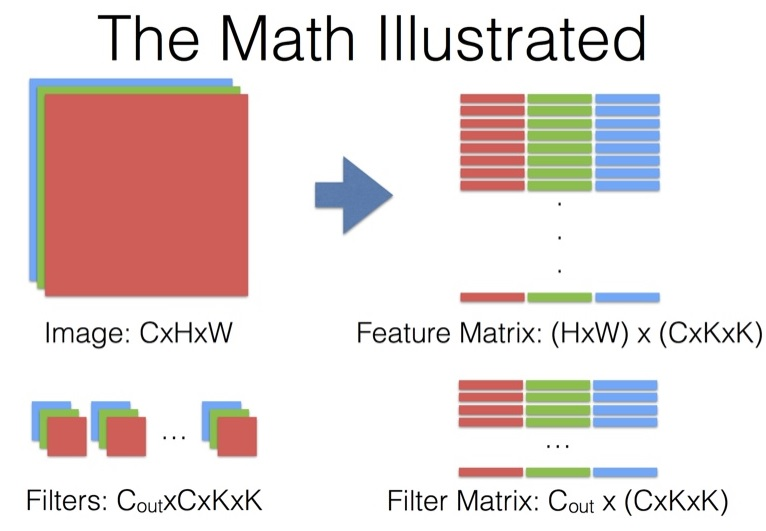 The Math Illustrated
Image: CxHxW
Feature Matrix: (HxW) x (CxKxK)
...
Filters: CoutxCxKxK
...
Filter Matrix: Cout x (CxKxK)